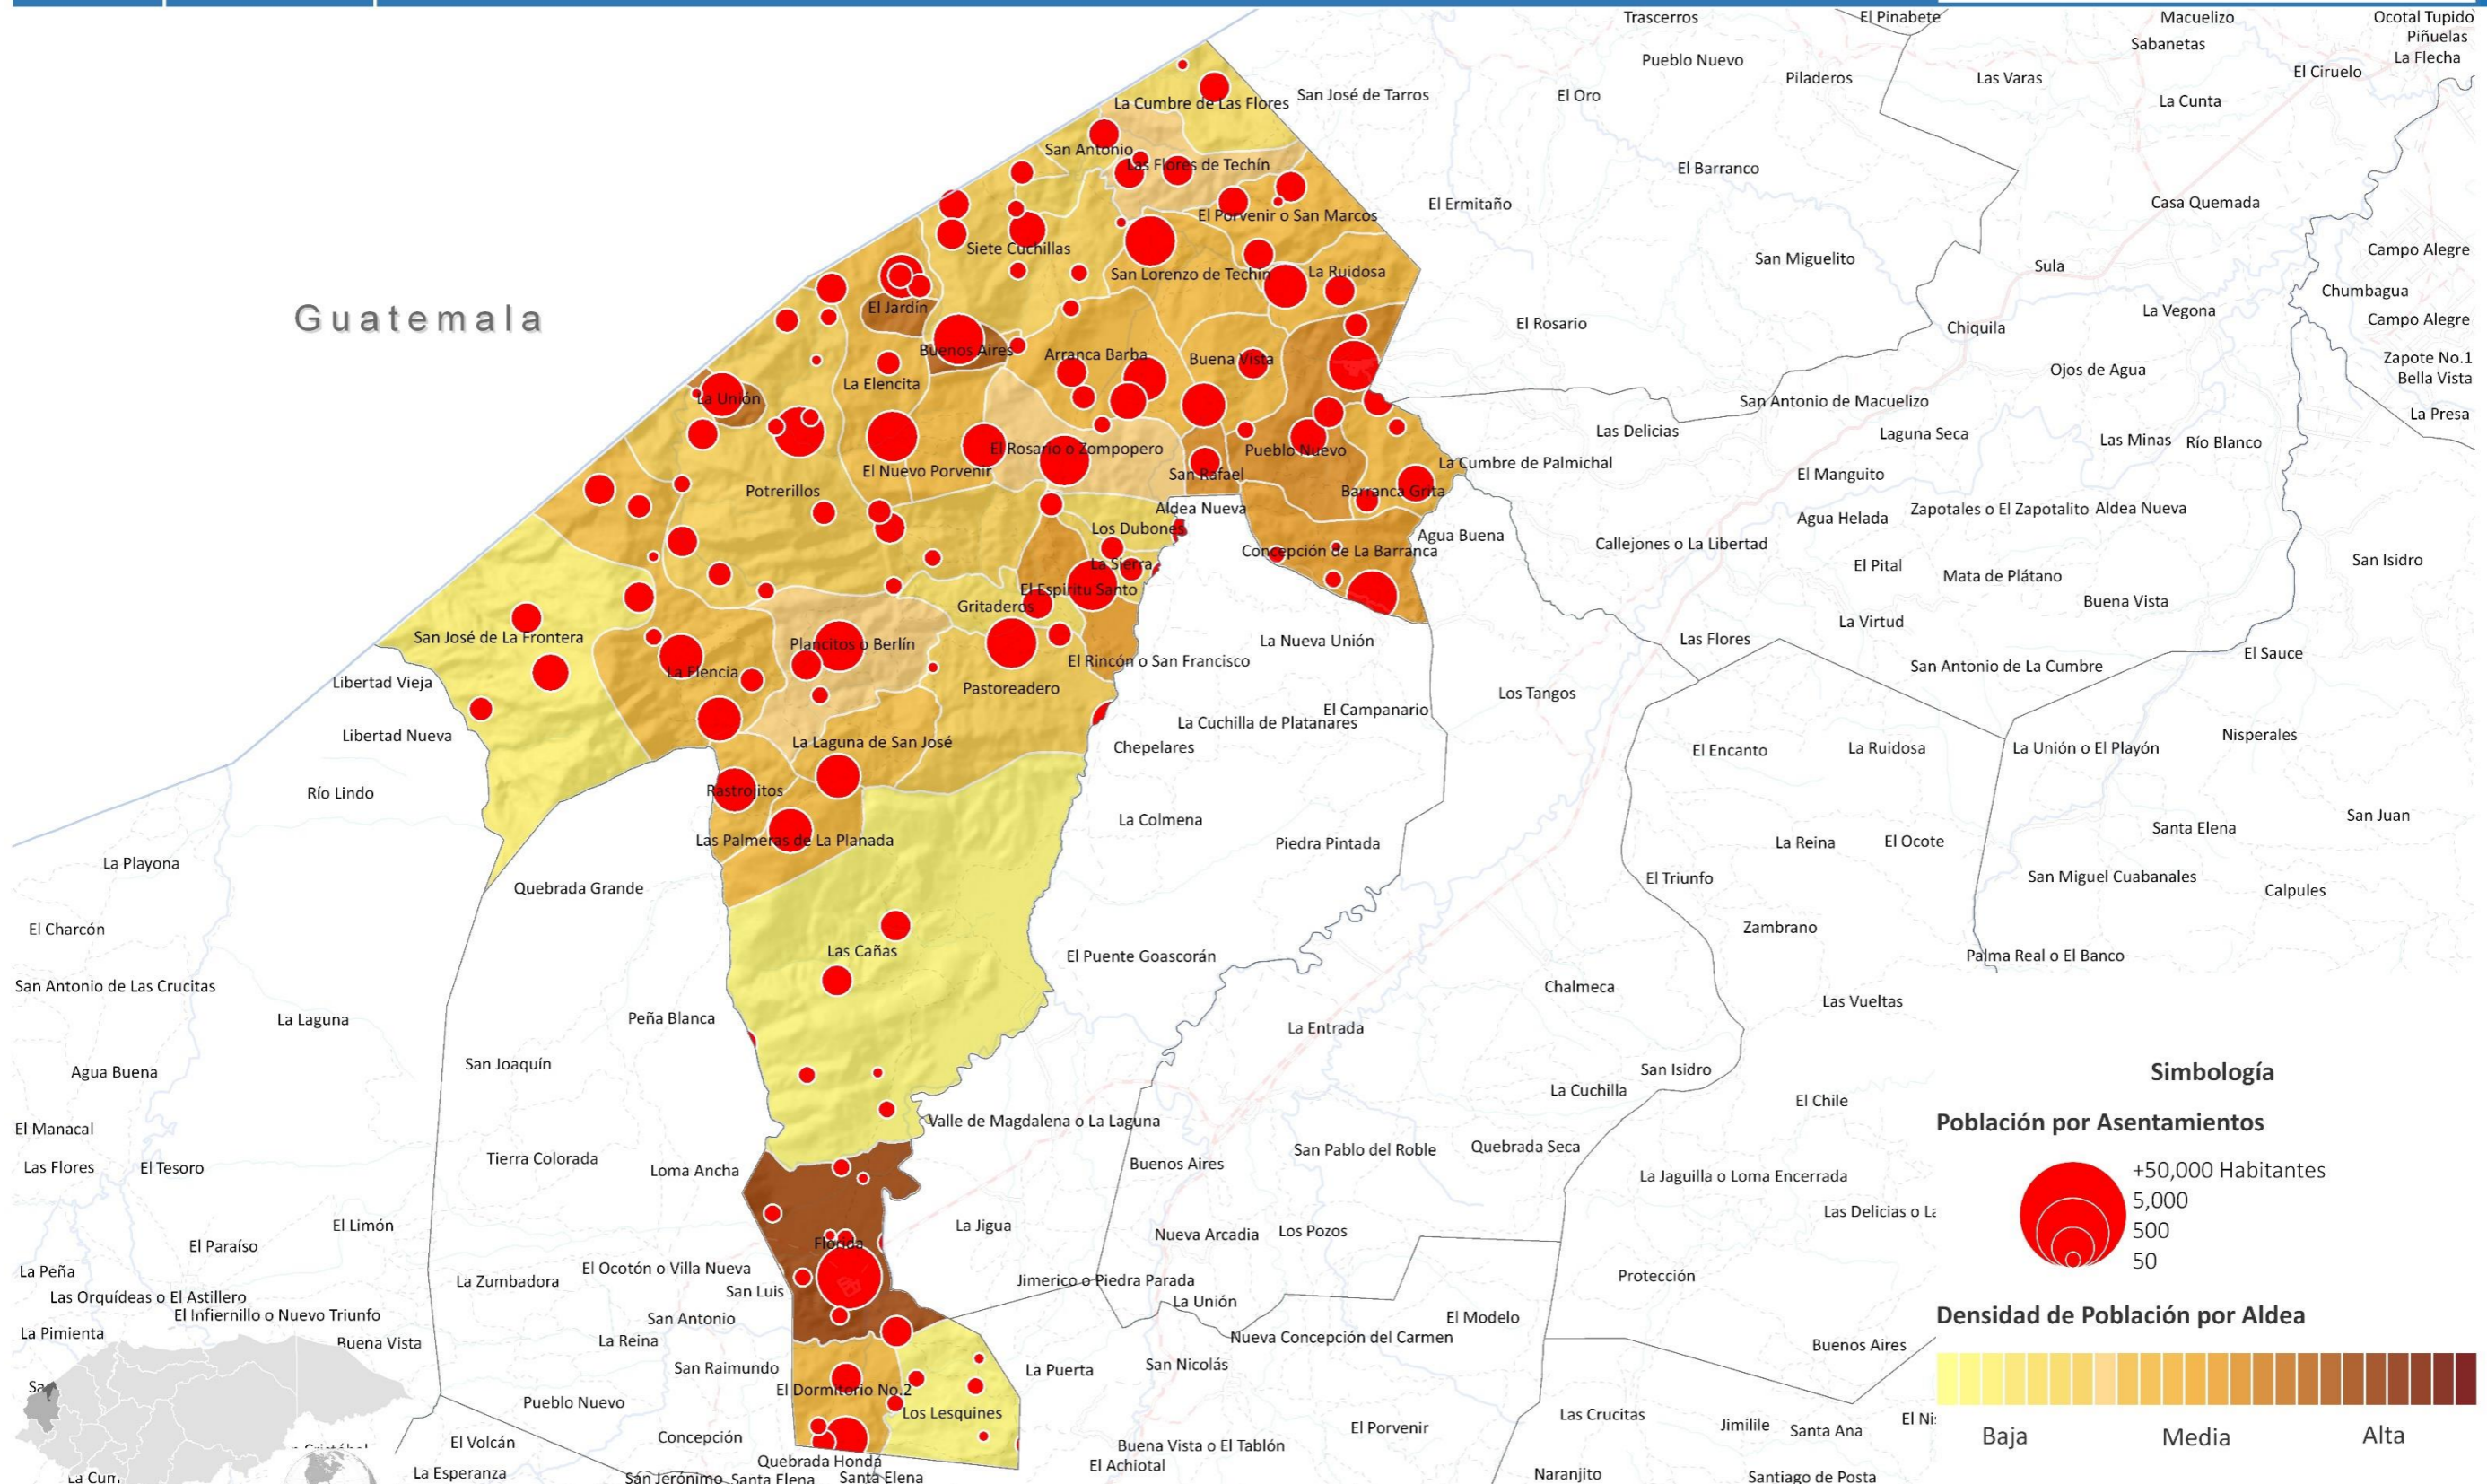 Trascerros
El Pinabete
Macuelizo
Ocotal Tupido
Piñuelas
Sabanetas
La Flecha
Pueblo Nuevo
El Ciruelo
Piladeros
Las Varas
San José de Tarros
El Oro
La Cunta
La Cumbre de Las Flores
San Antonio
Las Flores de Techín
El Barranco
El Ermitaño
Casa Quemada
El Porvenir o San Marcos
Siete Cuchillas
Campo Alegre
San Miguelito
Sula
San Lorenzo de Techín
La Ruidosa
Chumbagua
El Jardín
La Vegona
Guatemala
Campo Alegre
El Rosario
Chiquila
Buenos Aires
Arranca Barba
Buena Vista
Zapote No.1
Ojos de Agua
Bella Vista
La Elencita
La Unión
San Antonio de Macuelizo
La Presa
Las Delicias
Laguna Seca
Las Minas
Río Blanco
El Rosario o Zompopero
Pueblo Nuevo
La Cumbre de Palmichal
El Nuevo Porvenir
San Rafael
El Manguito
Potrerillos
Barranca Grita
Aldea Nueva
Zapotales o El Zapotalito
Aldea Nueva
Agua Helada
Los Dubones
Agua Buena
Callejones o La Libertad
Concepción de La Barranca
San Isidro
La Sierra
El Pital
Mata de Plátano
El Espíritu Santo
Buena Vista
Gritaderos
La Virtud
San José de La Frontera
Plancitos o Berlín
La Nueva Unión
Las Flores
El Sauce
El Rincón o San Francisco
San Antonio de La Cumbre
La Elencia
Libertad Vieja
Pastoreadero
Los Tangos
El Campanario
La Cuchilla de Platanares
Libertad Nueva
La Laguna de San José
Chepelares
El Encanto
La Ruidosa
La Unión o El Playón
Nisperales
Río Lindo
Rastrojitos
La Colmena
San Juan
Santa Elena
Las Palmeras de La Planada
Piedra Pintada
La Reina
El Ocote
La Playona
El Triunfo
San Miguel Cuabanales
Quebrada Grande
Calpules
El Charcón
Zambrano
Las Cañas
El Puente Goascorán
Palma Real o El Banco
San Antonio de Las Crucitas
Chalmeca
Las Vueltas
La Laguna
Peña Blanca
La Entrada
San Joaquín
Agua Buena
San Isidro
La Cuchilla
El Chile
El Manacal
Valle de Magdalena o La Laguna
San Pablo del Roble
Quebrada Seca
Las Flores
El Tesoro
Tierra Colorada
Loma Ancha
Buenos Aires
La Jaguilla o Loma Encerrada
El Limón
La Jigua
Nueva Arcadia
Los Pozos
Las Delicias o La
El Paraíso
Florida
La Peña
El Ocotón o Villa Nueva
La Zumbadora
Jimerico o Piedra Parada
Protección
Las Orquídeas o El Astillero
San Luis
La Unión
El Infiernillo o Nuevo Triunfo
San Antonio
El Modelo
La Pimienta
Buena Vista
La Reina
Nueva Concepción del Carmen
Buenos Aires
San Raimundo
La Puerta
San Nicolás
El Dormitorio No.2
Pueblo Nuevo
Los Lesquines
Las Crucitas
Jimilile
Santa Ana
El Volcán
Concepción
El Porvenir
Buena Vista o El Tablón
Quebrada Honda
El Achiotal
La Esperanza
San Jerónimo
Santa Elena
Santa Elena
Naranjito
Santiago de Posta
Simbología
Población por Asentamientos
+50,000 Habitantes
5,000
500
50
Densidad de Población por Aldea
Baja
Media
Alta